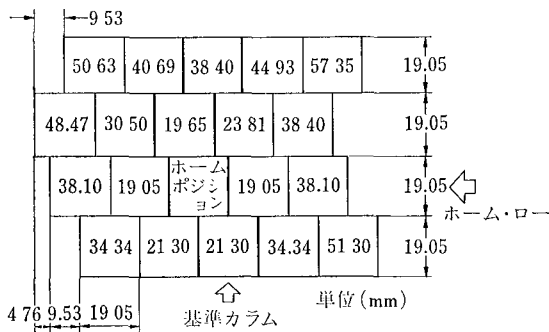 9.53
50 63 40 69 38 40 44 93 57 35 19.05
48.47 30 50 19 65 23 81 38 40 19.05
38.10 19 05 ホーム
ポジシ
ョン 19 05 38.10 19.05
ホーム・ロー
34 34 21 30 21 30 34.34 51 30 19.05
4 76 9.53 19 05 基準カラム 単位(mm)